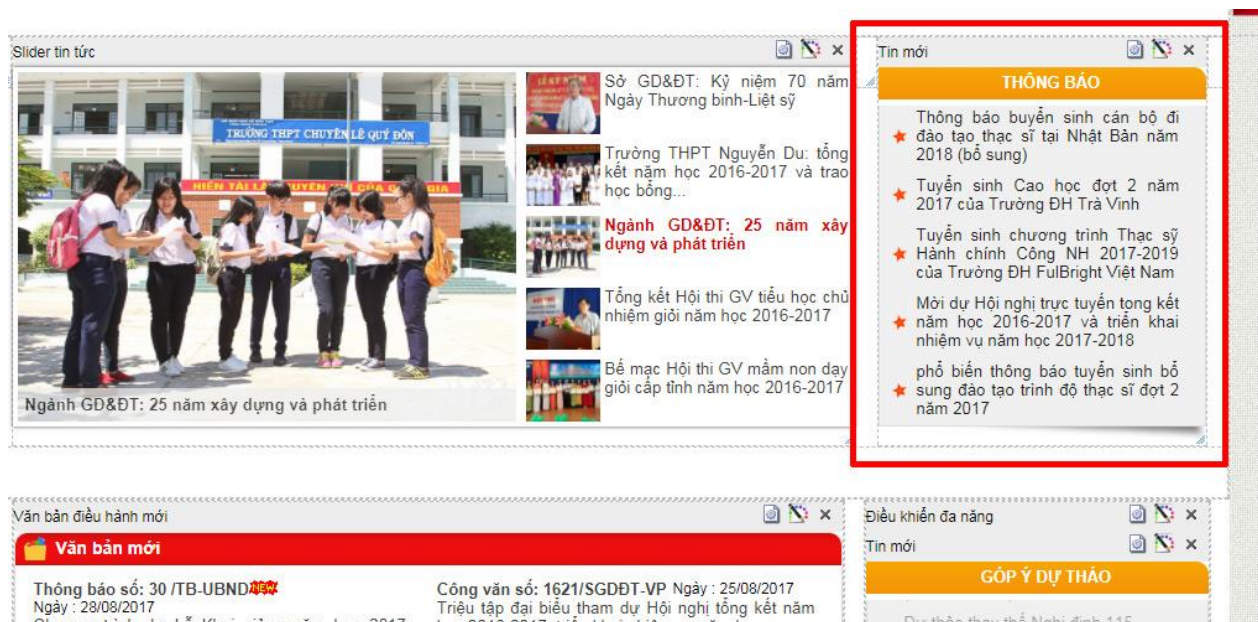 Slider tin tức
TRƯỜNG THPT CHUYÊN LÊ QUÝ ĐÔN
Ngành GD&ĐT: 25 năm xây dựng và phát triển
Sở GD&ĐT: Kỷ niệm 70 năm
Ngày Thương binh-Liệt sỹ
Trường THPT Nguyễn Du: tổng
kết năm học 2016-2017 và trao
học bổng...
Ngành GD&ĐT: 25 năm xây
dựng và phát triển
Tổng kết Hội thi GV tiểu học chủ
nhiệm giỏi năm học 2016-2017
Bế mạc Hội thi GV mầm non dạy
giỏi cấp tỉnh năm học 2016-2017
Tin mới
THÔNG BÁO
Thông báo buyển sinh cán bộ đi
đào tạo thạc sĩ tại Nhật Bản năm
2018 (bổ sung)
Tuyển sinh Cao học đợt 2 năm
2017 của Trường ĐH Trà Vinh
Tuyển sinh chương trình Thạc sỹ
Hành chính Công NH 2017-2019
của Trường ĐH FulBright Việt Nam
Mời dự Hội nghị trực tuyến tọng kết
năm học 2016-2017 và triển khai
nhiệm vụ năm học 2017-2018
phổ biến thông báo tuyển sinh bổ
sung đào tạo trình độ thạc sĩ đợt 2
năm 2017
Văn bản điều hành mới
Văn bản mới
Thông báo số: 30 /TB-UBND NEW
Ngày : 28/08/2017
Công văn số: 1621/SGDĐT-VP Ngày : 25/08/2017
Triệu tập đại biểu tham dự Hội nghị tổng kết năm
Điều khiển đa năng
Tin mới
GÓP Ý DỰ THẢO
Dự thảo thay thế Nghị định 115